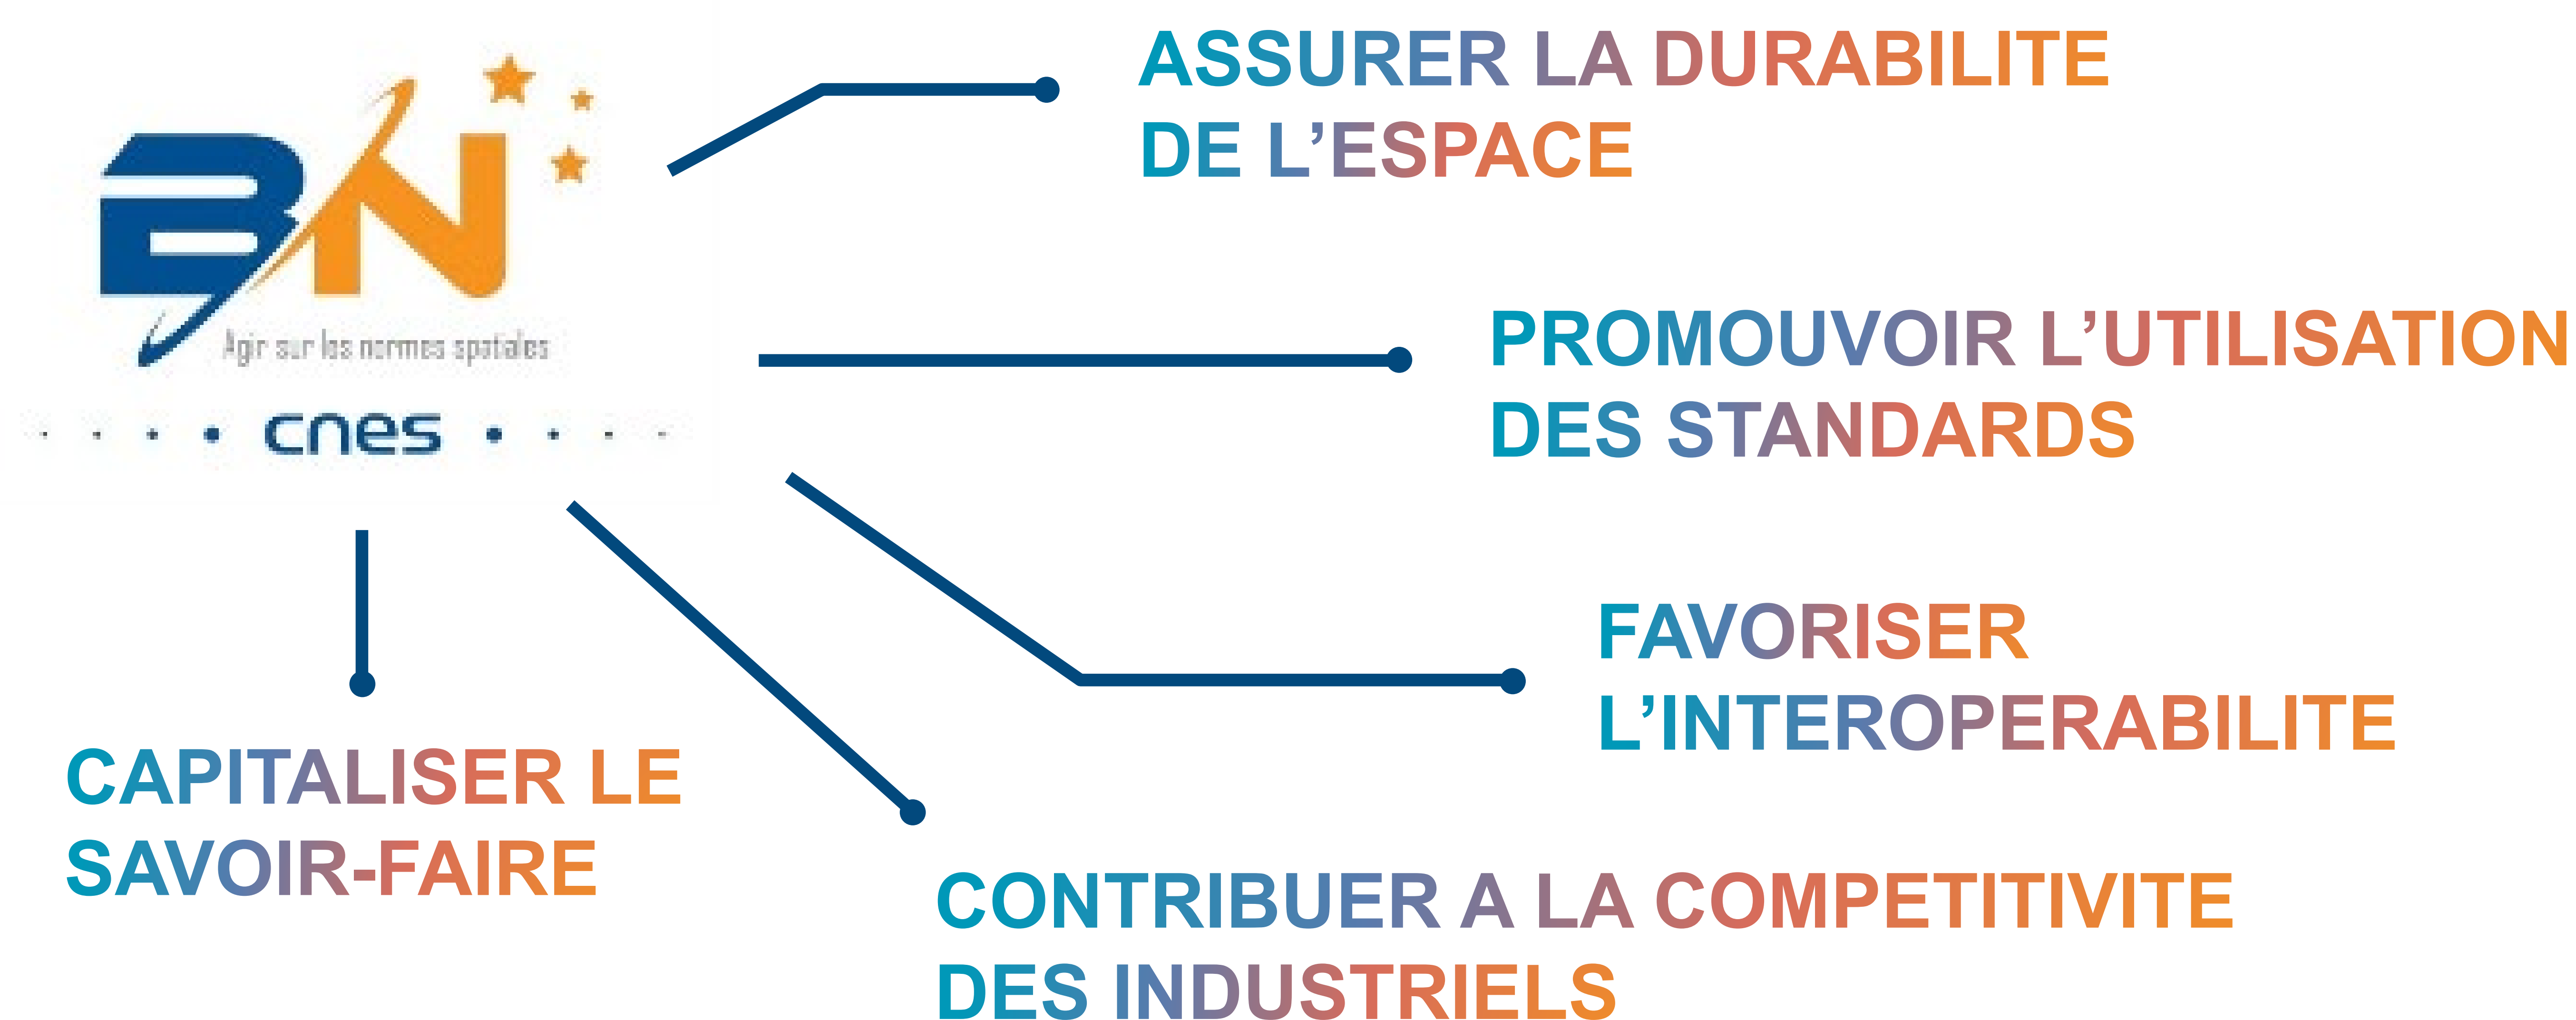 ASSURER LA DURABILITE
DE L’ESPACE
BN
Agir sur les normes spatiales
cnes
PROMOUVOIR L’UTILISATION
DES STANDARDS
FAVORISER
L’INTEROPERABILITE
CONTRIBUER A LA COMPETITIVITE
DES INDUSTRIELS
CAPITALISER LE
SAVOIR-FAIRE